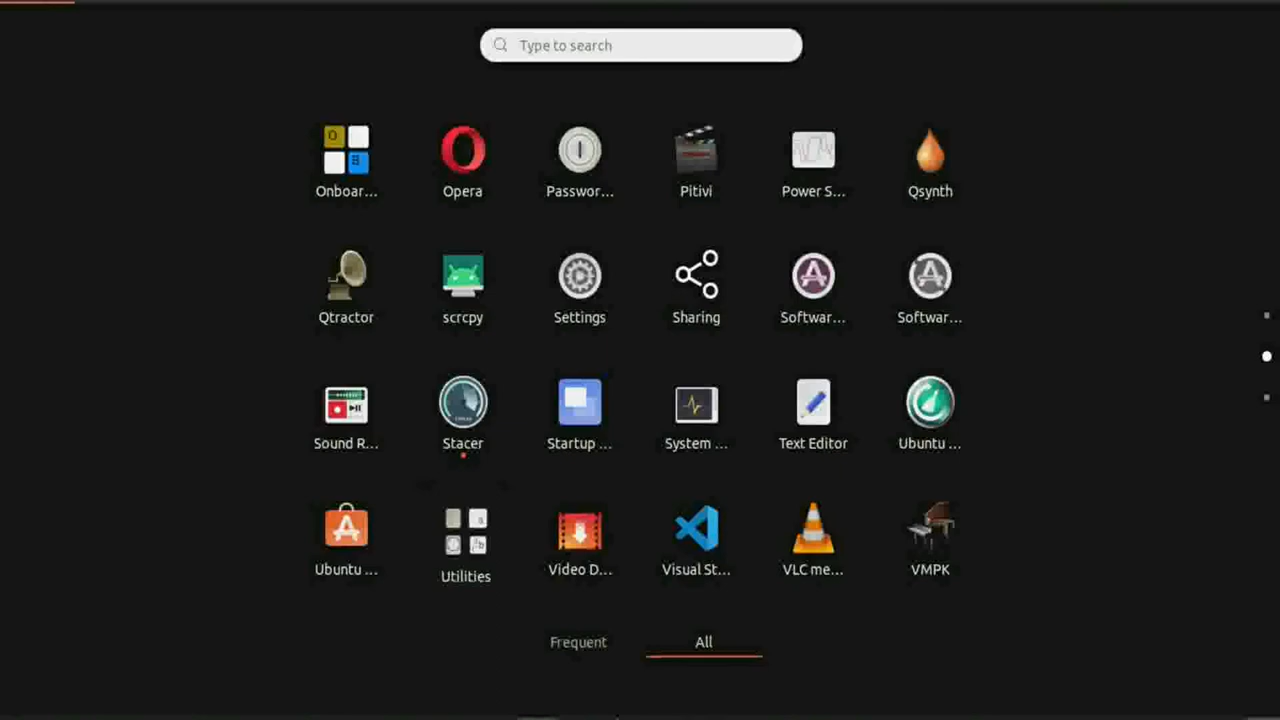 Type to search
Onboar...
Opera
Passwor...
Pitivi
Power S...
Qsynth
Qtractor
scrcpy
Settings
Sharing
Softwar...
Softwar...
Sound R...
Stacer
Startup ...
System ...
Text Editor
Ubuntu ...
Ubuntu ...
Utilities
Video D...
Visual St...
VLC me...
VMPK
Frequent
All